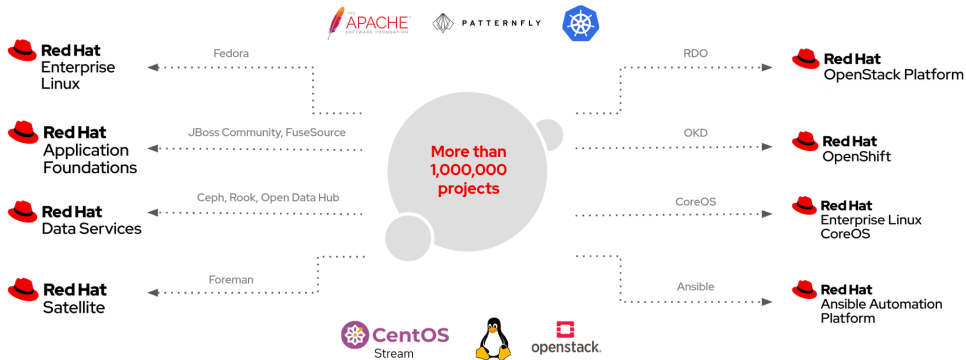 THE
APACHE®
SOFTWARE FOUNDATION
PATTERNFLY
Red Hat
Enterprise
Linux
Fedora
RDO
Red Hat
OpenStack Platform
Red Hat
Application
Foundations
JBoss Community, FuseSource
More than
1,000,000
projects
OKD
Red Hat
OpenShift
Red Hat
Data Services
Ceph, Rook, Open Data Hub
CoreOS
Red Hat
Enterprise Linux
CoreOS
Red Hat
Satellite
Foreman
Ansible
Red Hat
Ansible Automation
Platform
CentOS
Stream
openstack.